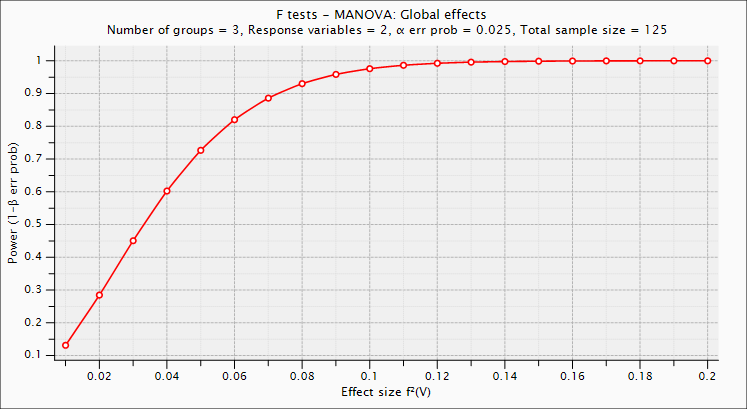 F tests - MANOVA: Global effects
Number of groups = 3, Response variables = 2, α err prob = 0.025, Total sample size = 125
Power (1-β err prob)
1
0.9
0.8
0.7
0.6
0.5
0.4
0.3
0.2
0.1
0.02 0.04 0.06 0.08 0.1 0.12 0.14 0.16 0.18 0.2
Effect size f²(V)